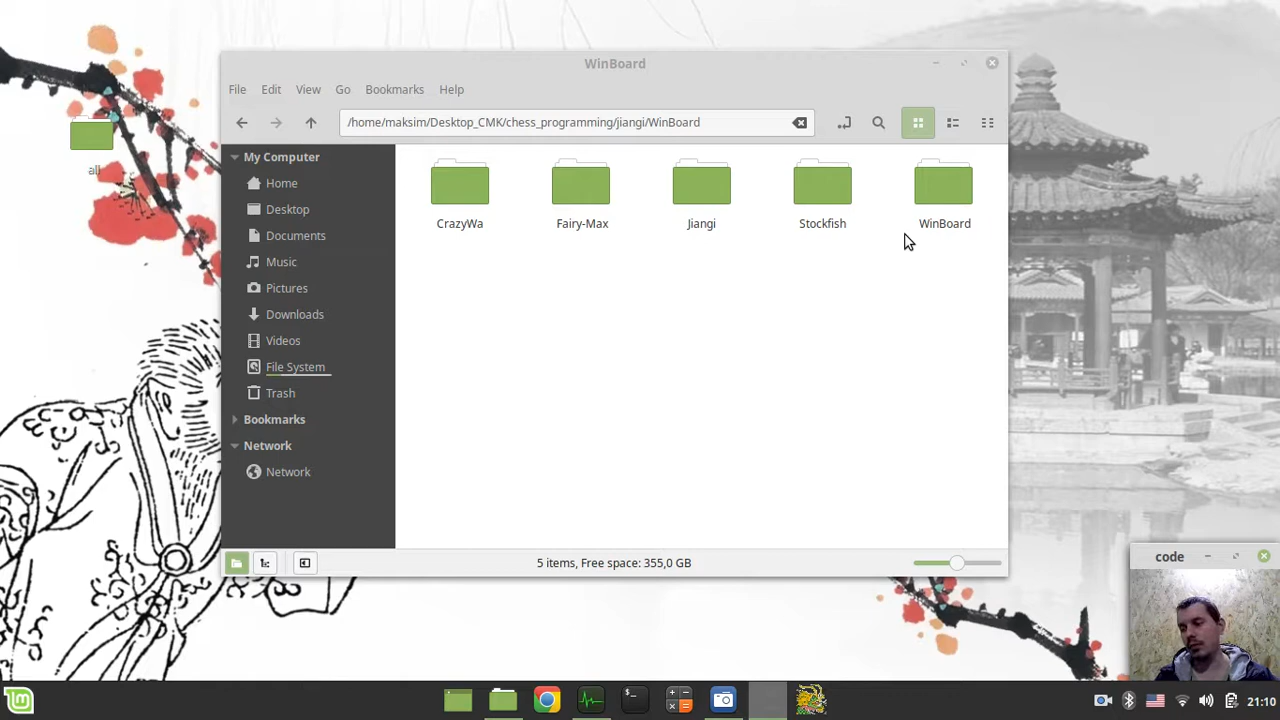 WinBoard
File Edit View Go Bookmarks Help
/home/maksim/Desktop_CMK/chess_programming/jiangi/WinBoard
My Computer
Home
Desktop
Documents
Music
Pictures
Downloads
Videos
File System
Trash
Bookmarks
Network
Network
CrazyWa Fairy-Max Jiangi Stockfish WinBoard
5 items, Free space: 355,0 GB
all
code
21:10